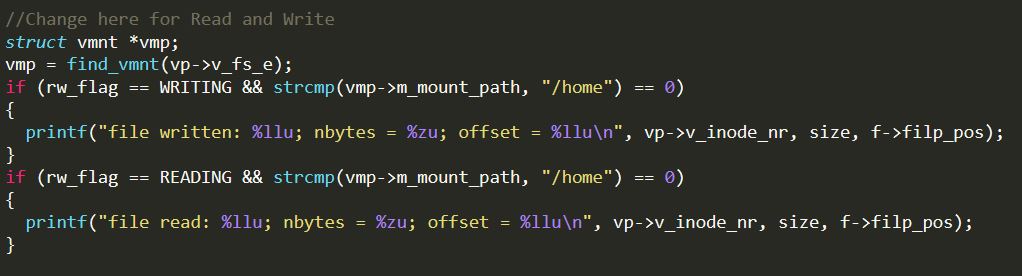 //Change here for Read and Write
struct vmnt *vmp;
vmp = find_vmnt(vp->v_fs_e);
if (rw_flag == WRITING && strcmp(vmp->m_mount_path, "/home") == 0)
{
  printf("file written: %llu; nbytes = %zu; offset = %llu\n", vp->v_inode_nr, size, f->filp_pos);
}
if (rw_flag == READING && strcmp(vmp->m_mount_path, "/home") == 0)
{
  printf("file read: %llu; nbytes = %zu; offset = %llu\n", vp->v_inode_nr, size, f->filp_pos);
}